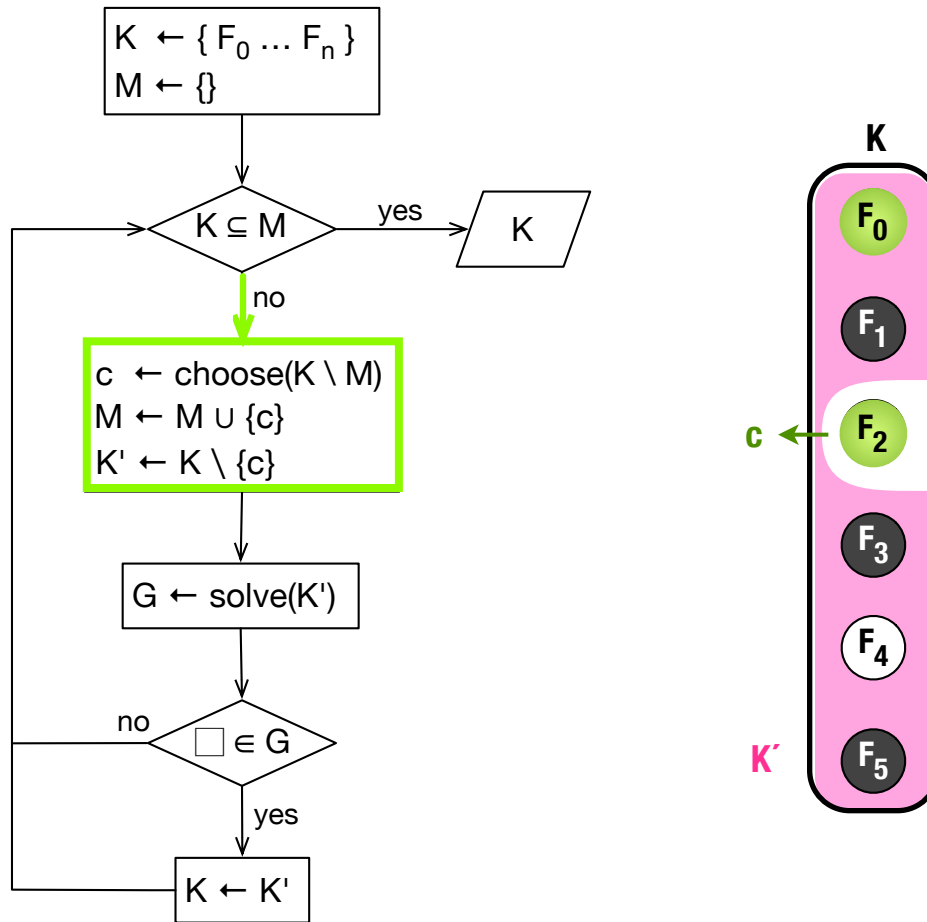 K ← { F₀ … Fₙ }
M ← {}
K ⊆ M
yes
K
no
c ← choose(K \ M)
M ← M ∪ {c}
K' ← K \ {c}
G ← solve(K')
□ ∈ G
no
yes
K ← K'
K
F₀
F₁
c
F₂
F₃
F₄
K´
F₅